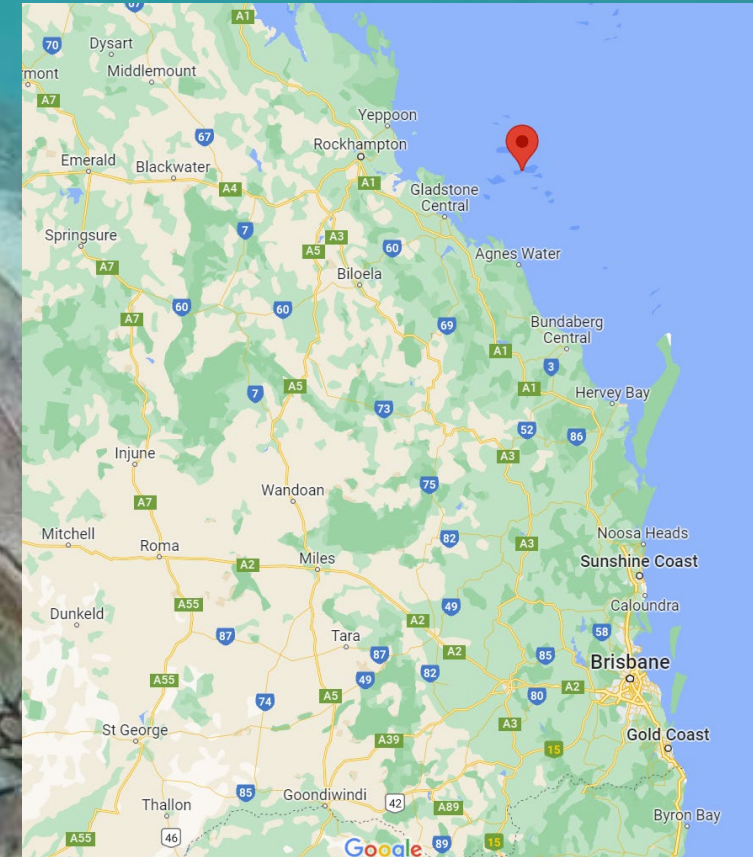 67
A1
70
Dysart
mont
Middlemount
A7
Yeppoon
67
Rockhampton
Emerald
Blackwater
A4
A1
Gladstone
Central
Springsure
7
A3
A5
60
A7
Agnes Water
Biloela
60
60
A7
69
Bundaberg
Central
A1
3
7
A5
A1
Hervey Bay
73
52
86
Injune
A3
75
Wandoan
A7
Mitchell
82
Noosa Heads
Roma
A3
A2
Miles
Sunshine Coast
A55
49
Caloundra
Dunkeld
A2
58
87
Tara
A2
85
87
Brisbane
A55
49
82
A2
74
A5
80
St George
A3
Gold Coast
A39
15
85
Goondiwindi
42
Thallon
A89
Byron Bay
A55
46
Google
89
15